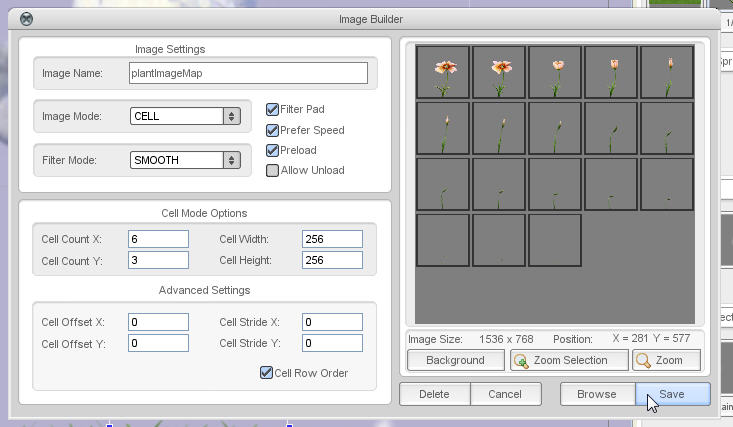 Image Builder
Image Settings
Image Name: plantImageMap
Image Mode: CELL
Filter Mode: SMOOTH
Filter Pad
Prefer Speed
Preload
Allow Unload
Cell Mode Options
Cell Count X: 6 Cell Width: 256
Cell Count Y: 3 Cell Height: 256
Advanced Settings
Cell Offset X: 0 Cell Stride X: 0
Cell Offset Y: 0 Cell Stride Y: 0
Cell Row Order
Image Size: 1536 x 768 Position: X = 281 Y = 577
Background Zoom Selection Zoom
Delete Cancel Browse Save